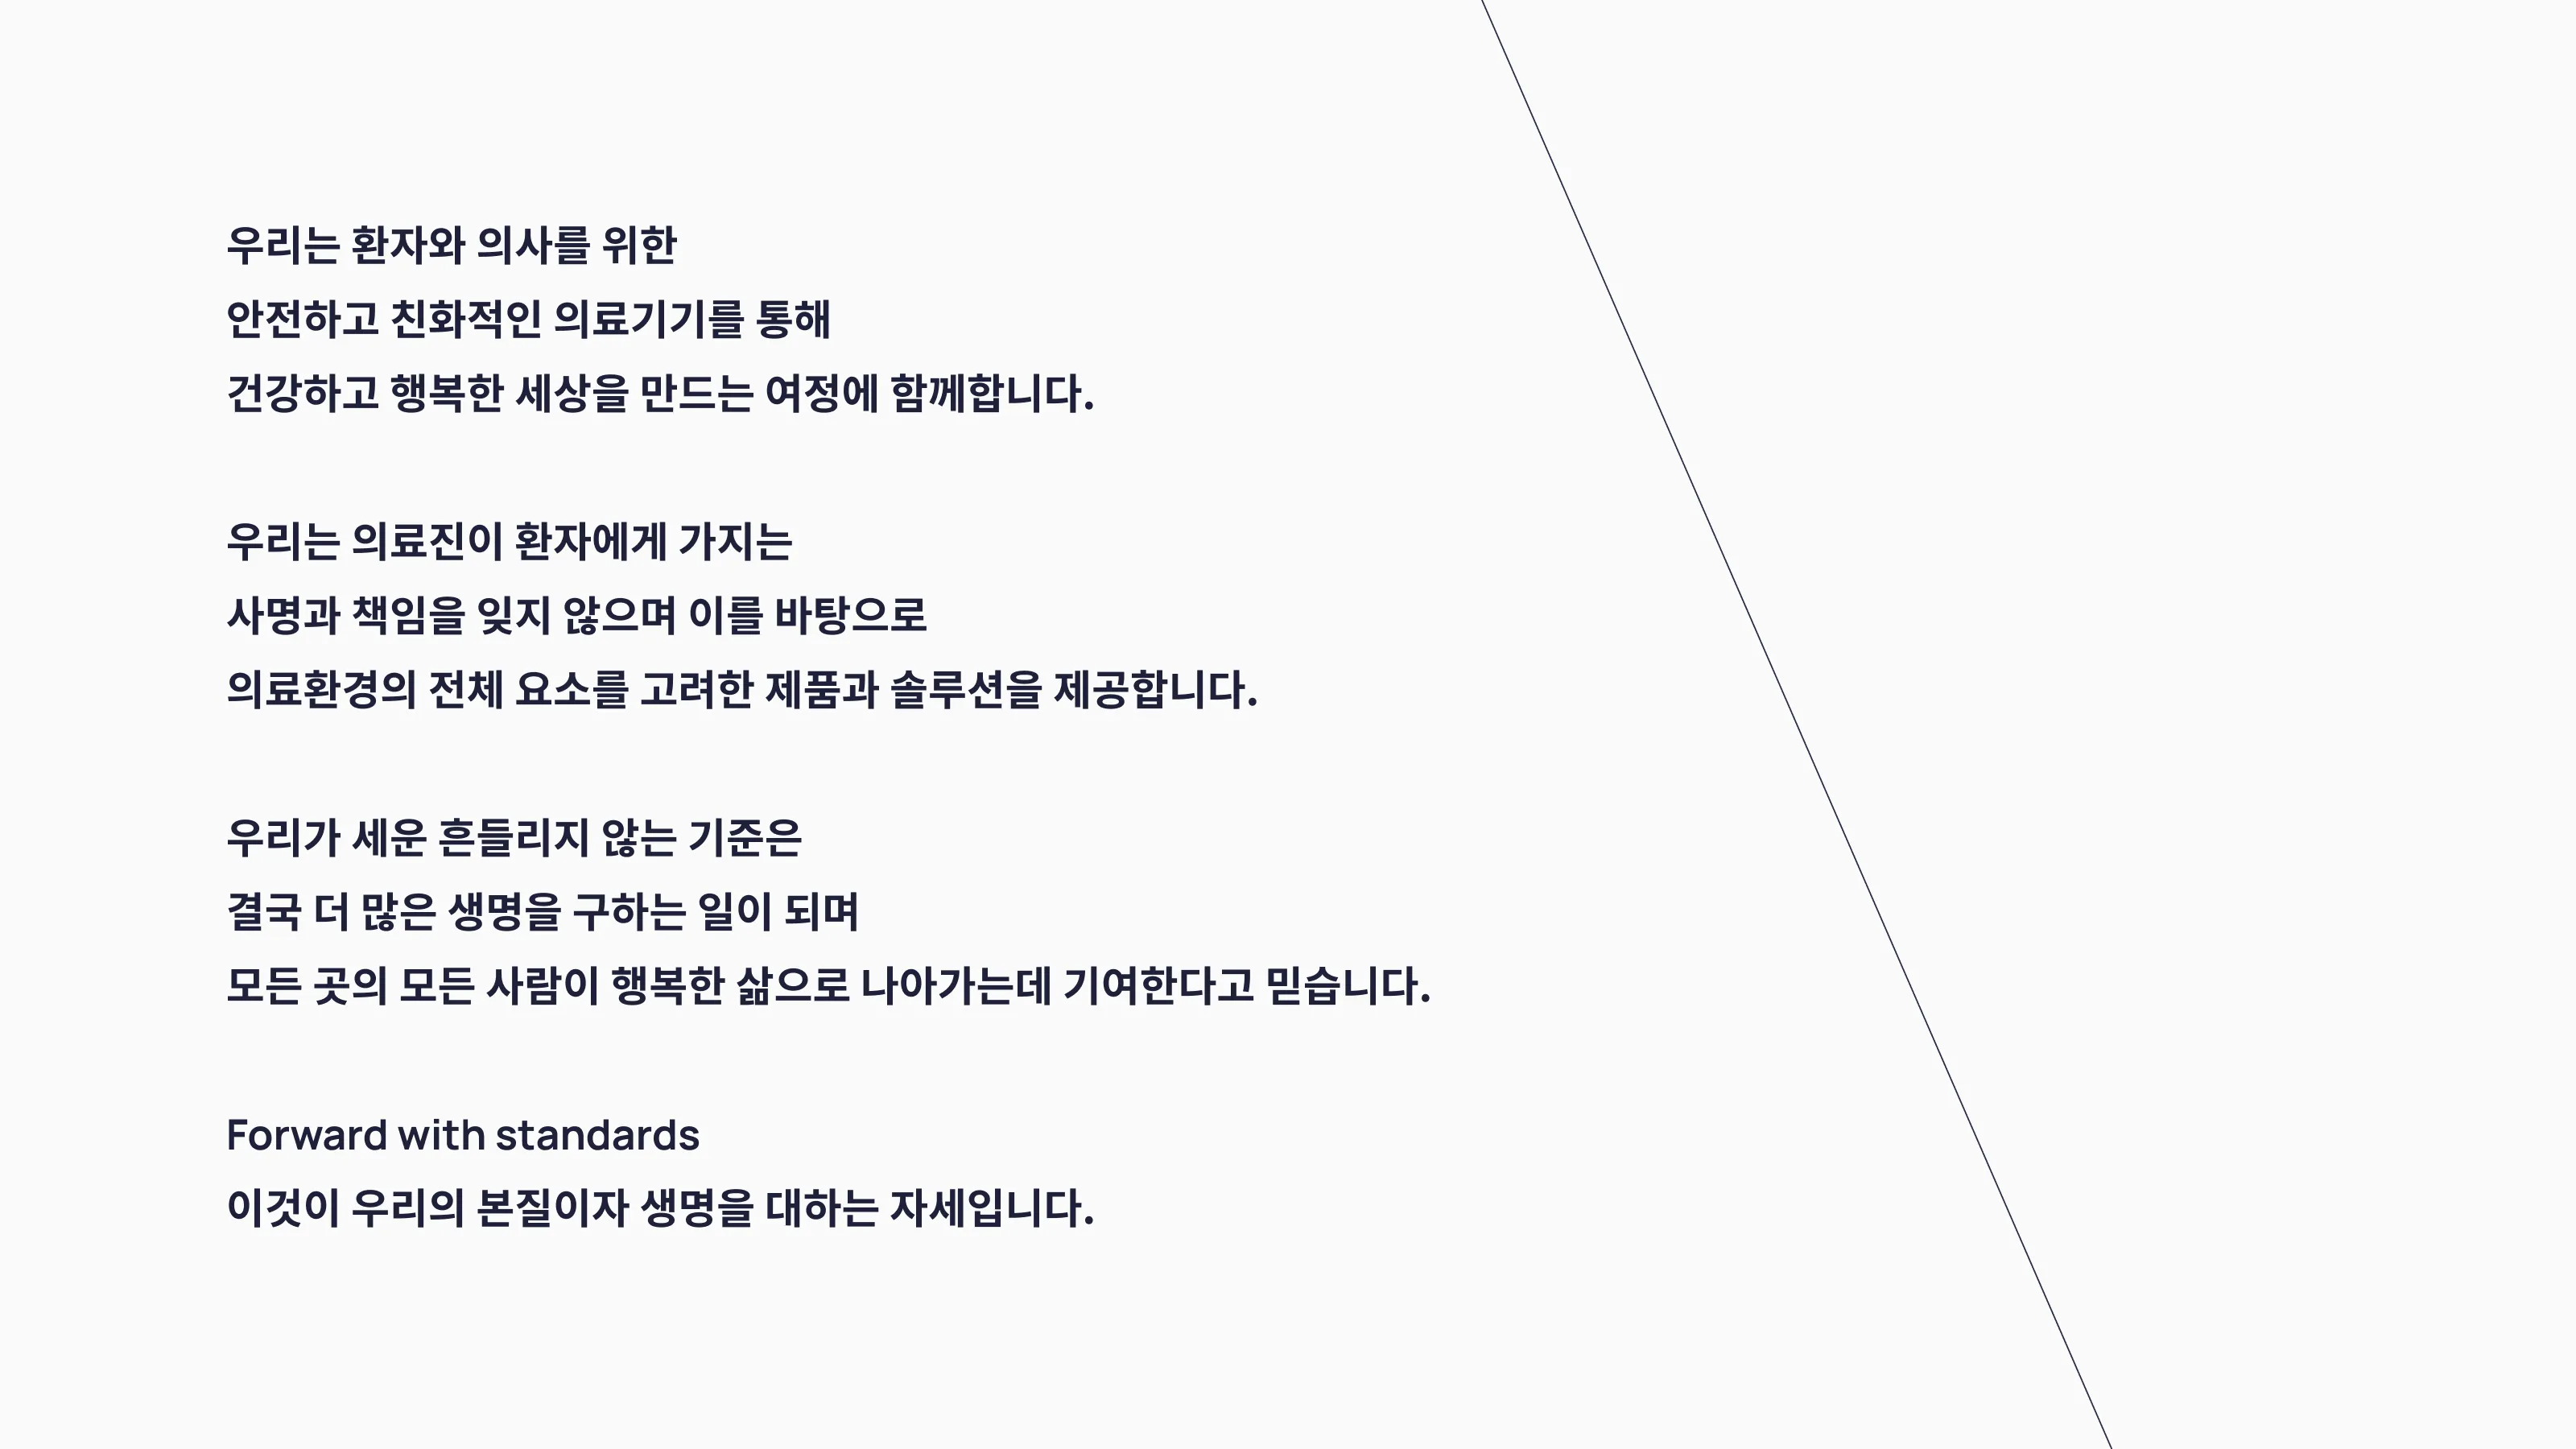 우리는 환자와 의사를 위한
안전하고 친화적인 의료기기를 통해
건강하고 행복한 세상을 만드는 여정에 함께합니다.
우리는 의료진이 환자에게 가지는
사명과 책임을 잊지 않으며 이를 바탕으로
의료환경의 전체 요소를 고려한 제품과 솔루션을 제공합니다.
우리가 세운 흔들리지 않는 기준은
결국 더 많은 생명을 구하는 일이 되며
모든 곳의 모든 사람이 행복한 삶으로 나아가는데 기여한다고 믿습니다.
Forward with standards
이것이 우리의 본질이자 생명을 대하는 자세입니다.